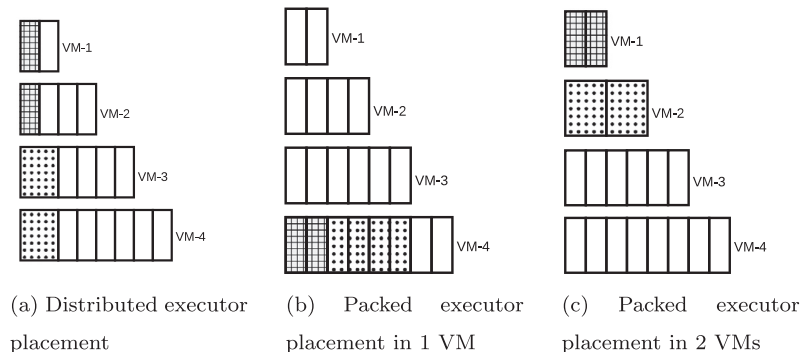 VM-1
VM-2
VM-3
VM-4
(a) Distributed executor
placement
VM-1
VM-2
VM-3
VM-4
(b) Packed executor
placement in 1 VM
VM-1
VM-2
VM-3
VM-4
(c) Packed executor
placement in 2 VMs